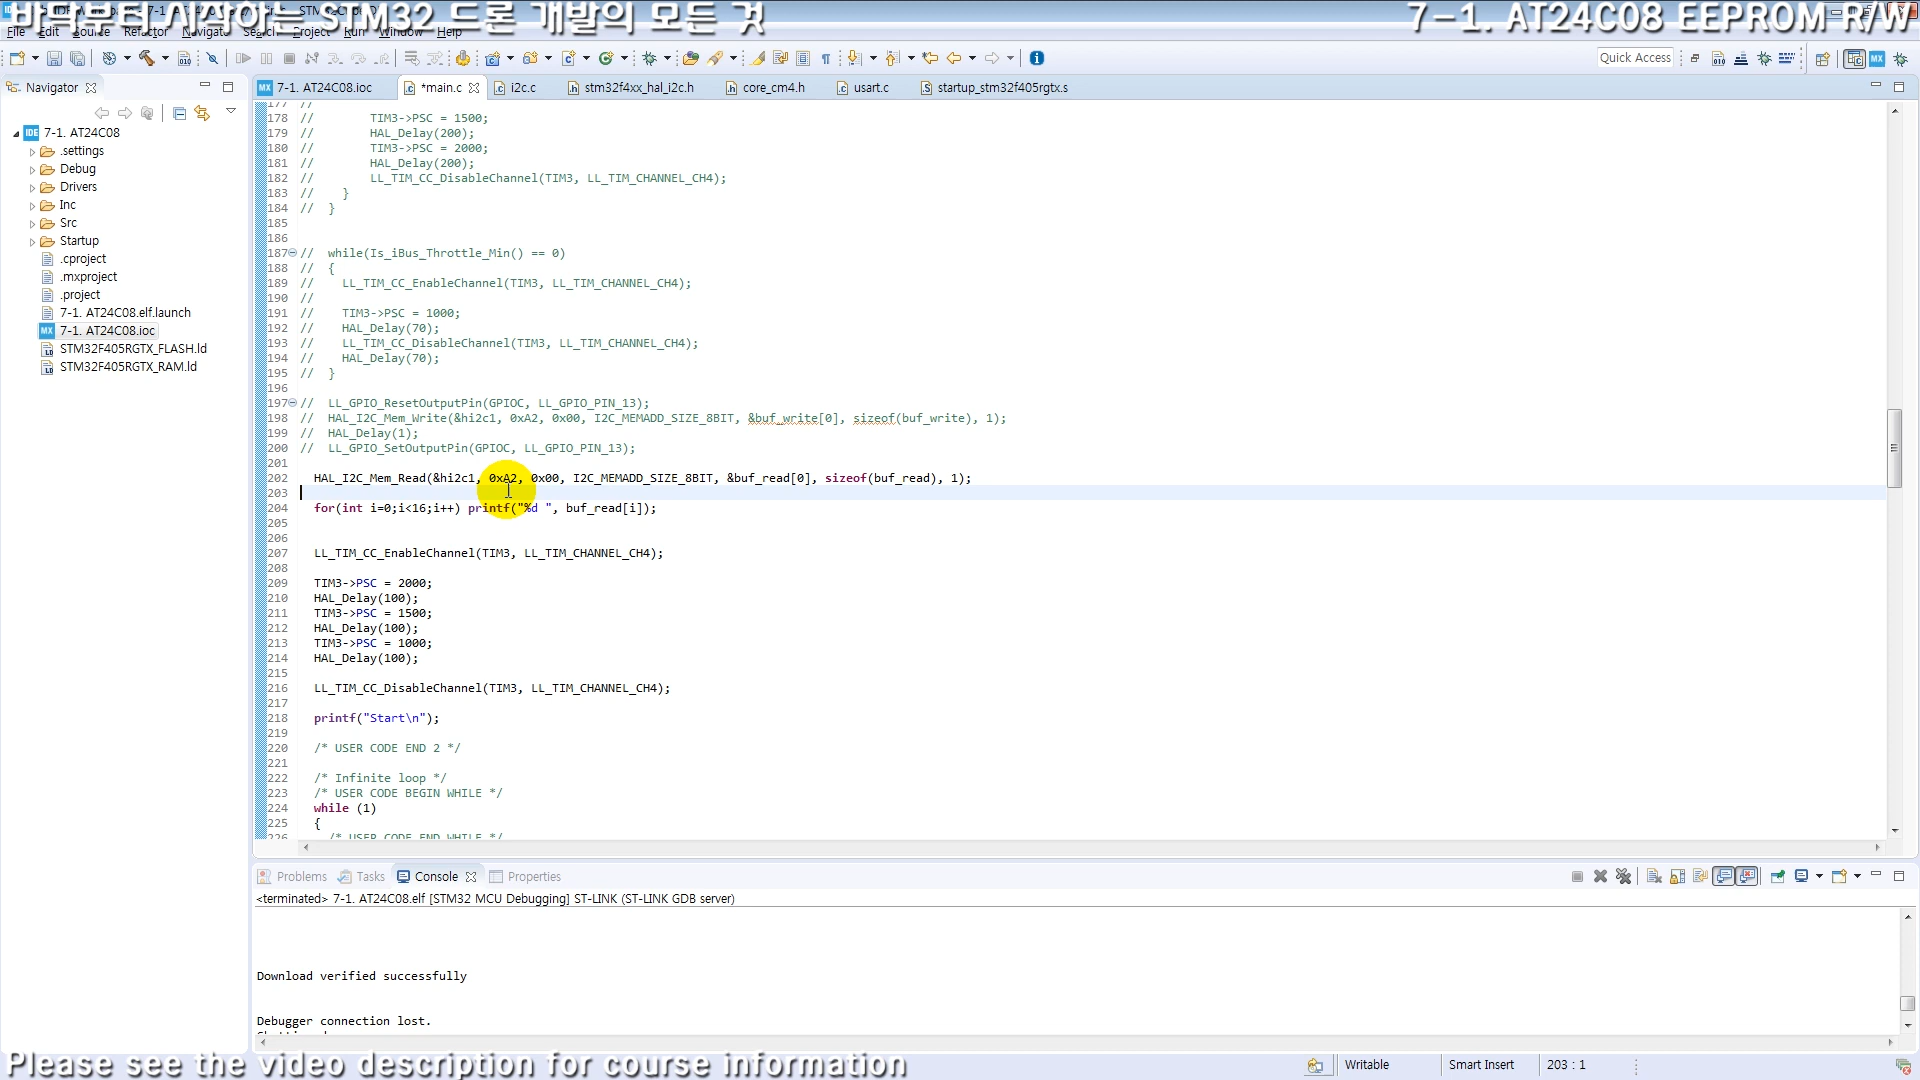 바닥부터 시작하는 STM32 드론 개발의 모든 것
7-1. AT24C08 EEPROM R/W
File Edit Source Refactor Navigate Search Project Run Window Help
Quick Access
Navigator
7-1. AT24C08.ioc
*main.c
i2c.c
stm32f4xx_hal_i2c.h
core_cm4.h
usart.c
startup_stm32f405rgtx.s
7-1. AT24C08
.settings
Debug
Drivers
Inc
Src
Startup
.cproject
.mxproject
.project
7-1. AT24C08.elf.launch
7-1. AT24C08.ioc
STM32F405RGTX_FLASH.ld
STM32F405RGTX_RAM.ld
177 //
178 // TIM3->PSC = 1500;
179 // HAL_Delay(200);
180 // TIM3->PSC = 2000;
181 // HAL_Delay(200);
182 // LL_TIM_CC_DisableChannel(TIM3, LL_TIM_CHANNEL_CH4);
183 // }
184 // }
185
186
187 // while(Is_iBus_Throttle_Min() == 0)
188 // {
189 // LL_TIM_CC_EnableChannel(TIM3, LL_TIM_CHANNEL_CH4);
190 //
191 // TIM3->PSC = 1000;
192 // HAL_Delay(70);
193 // LL_TIM_CC_DisableChannel(TIM3, LL_TIM_CHANNEL_CH4);
194 // HAL_Delay(70);
195 // }
196
197 // LL_GPIO_ResetOutputPin(GPIOC, LL_GPIO_PIN_13);
198 // HAL_I2C_Mem_Write(&hi2c1, 0xA2, 0x00, I2C_MEMADD_SIZE_8BIT, &buf_write[0], sizeof(buf_write), 1);
199 // HAL_Delay(1);
200 // LL_GPIO_SetOutputPin(GPIOC, LL_GPIO_PIN_13);
201
202 HAL_I2C_Mem_Read(&hi2c1, 0xA2, 0x00, I2C_MEMADD_SIZE_8BIT, &buf_read[0], sizeof(buf_read), 1);
203
204 for(int i=0;i<16;i++) printf("%d ", buf_read[i]);
205
206
207 LL_TIM_CC_EnableChannel(TIM3, LL_TIM_CHANNEL_CH4);
208
209 TIM3->PSC = 2000;
210 HAL_Delay(100);
211 TIM3->PSC = 1500;
212 HAL_Delay(100);
213 TIM3->PSC = 1000;
214 HAL_Delay(100);
215
216 LL_TIM_CC_DisableChannel(TIM3, LL_TIM_CHANNEL_CH4);
217
218 printf("Start\n");
219
220 /* USER CODE END 2 */
221
222 /* Infinite loop */
223 /* USER CODE BEGIN WHILE */
224 while (1)
225 {
226 /* USER CODE END WHILE */
Problems Tasks Console Properties
<terminated> 7-1. AT24C08.elf [STM32 MCU Debugging] ST-LINK (ST-LINK GDB server)
Download verified successfully
Debugger connection lost.
Please see the video description for course information
Writable
Smart Insert
203 : 1